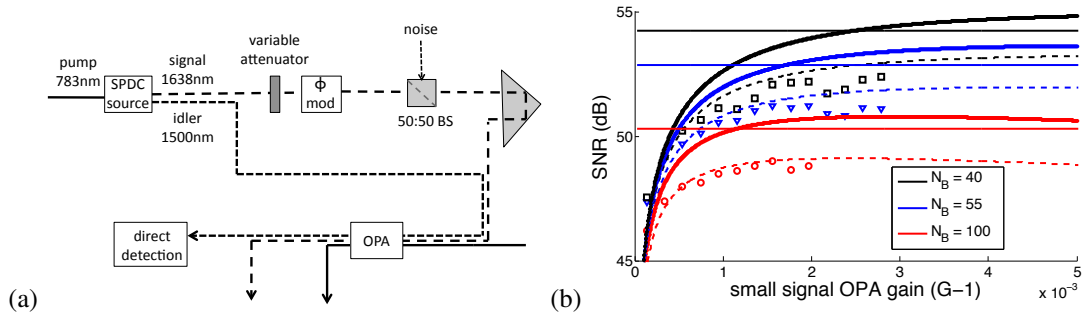 (a)
pump
783nm
SPDC
source
signal
1638nm
idler
1500nm
variable
attenuator
ϕ
mod
noise
50:50 BS
direct
detection
OPA
(b)
SNR (dB)
55
50
45
0
1
2
3
4
5
x 10⁻³
small signal OPA gain (G−1)
N_B = 40
N_B = 55
N_B = 100